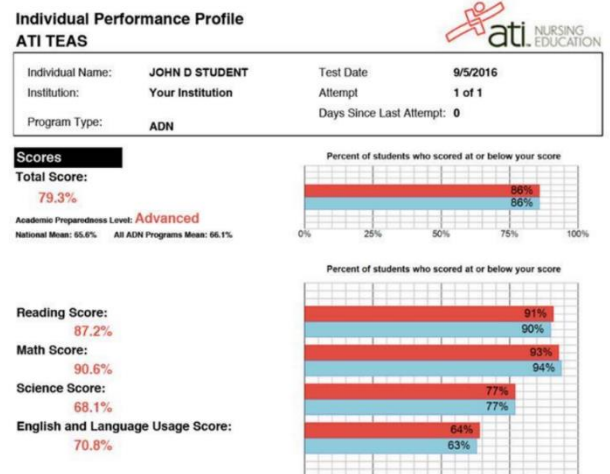 Individual Performance Profile
ATI TEAS
ati NURSING EDUCATION
Individual Name: JOHN D STUDENT Test Date 9/5/2016
Institution: Your Institution Attempt 1 of 1
Days Since Last Attempt: 0
Program Type: ADN
Scores
Percent of students who scored at or below your score
Total Score:
79.3%
86%
86%
Academic Preparedness Level: Advanced
National Mean: 65.6% All ADN Programs Mean: 66.1%
0% 25% 50% 75% 100%
Percent of students who scored at or below your score
Reading Score: 91%
87.2% 90%
Math Score: 93%
90.6% 94%
Science Score: 77%
68.1% 77%
English and Language Usage Score: 64%
70.8% 63%